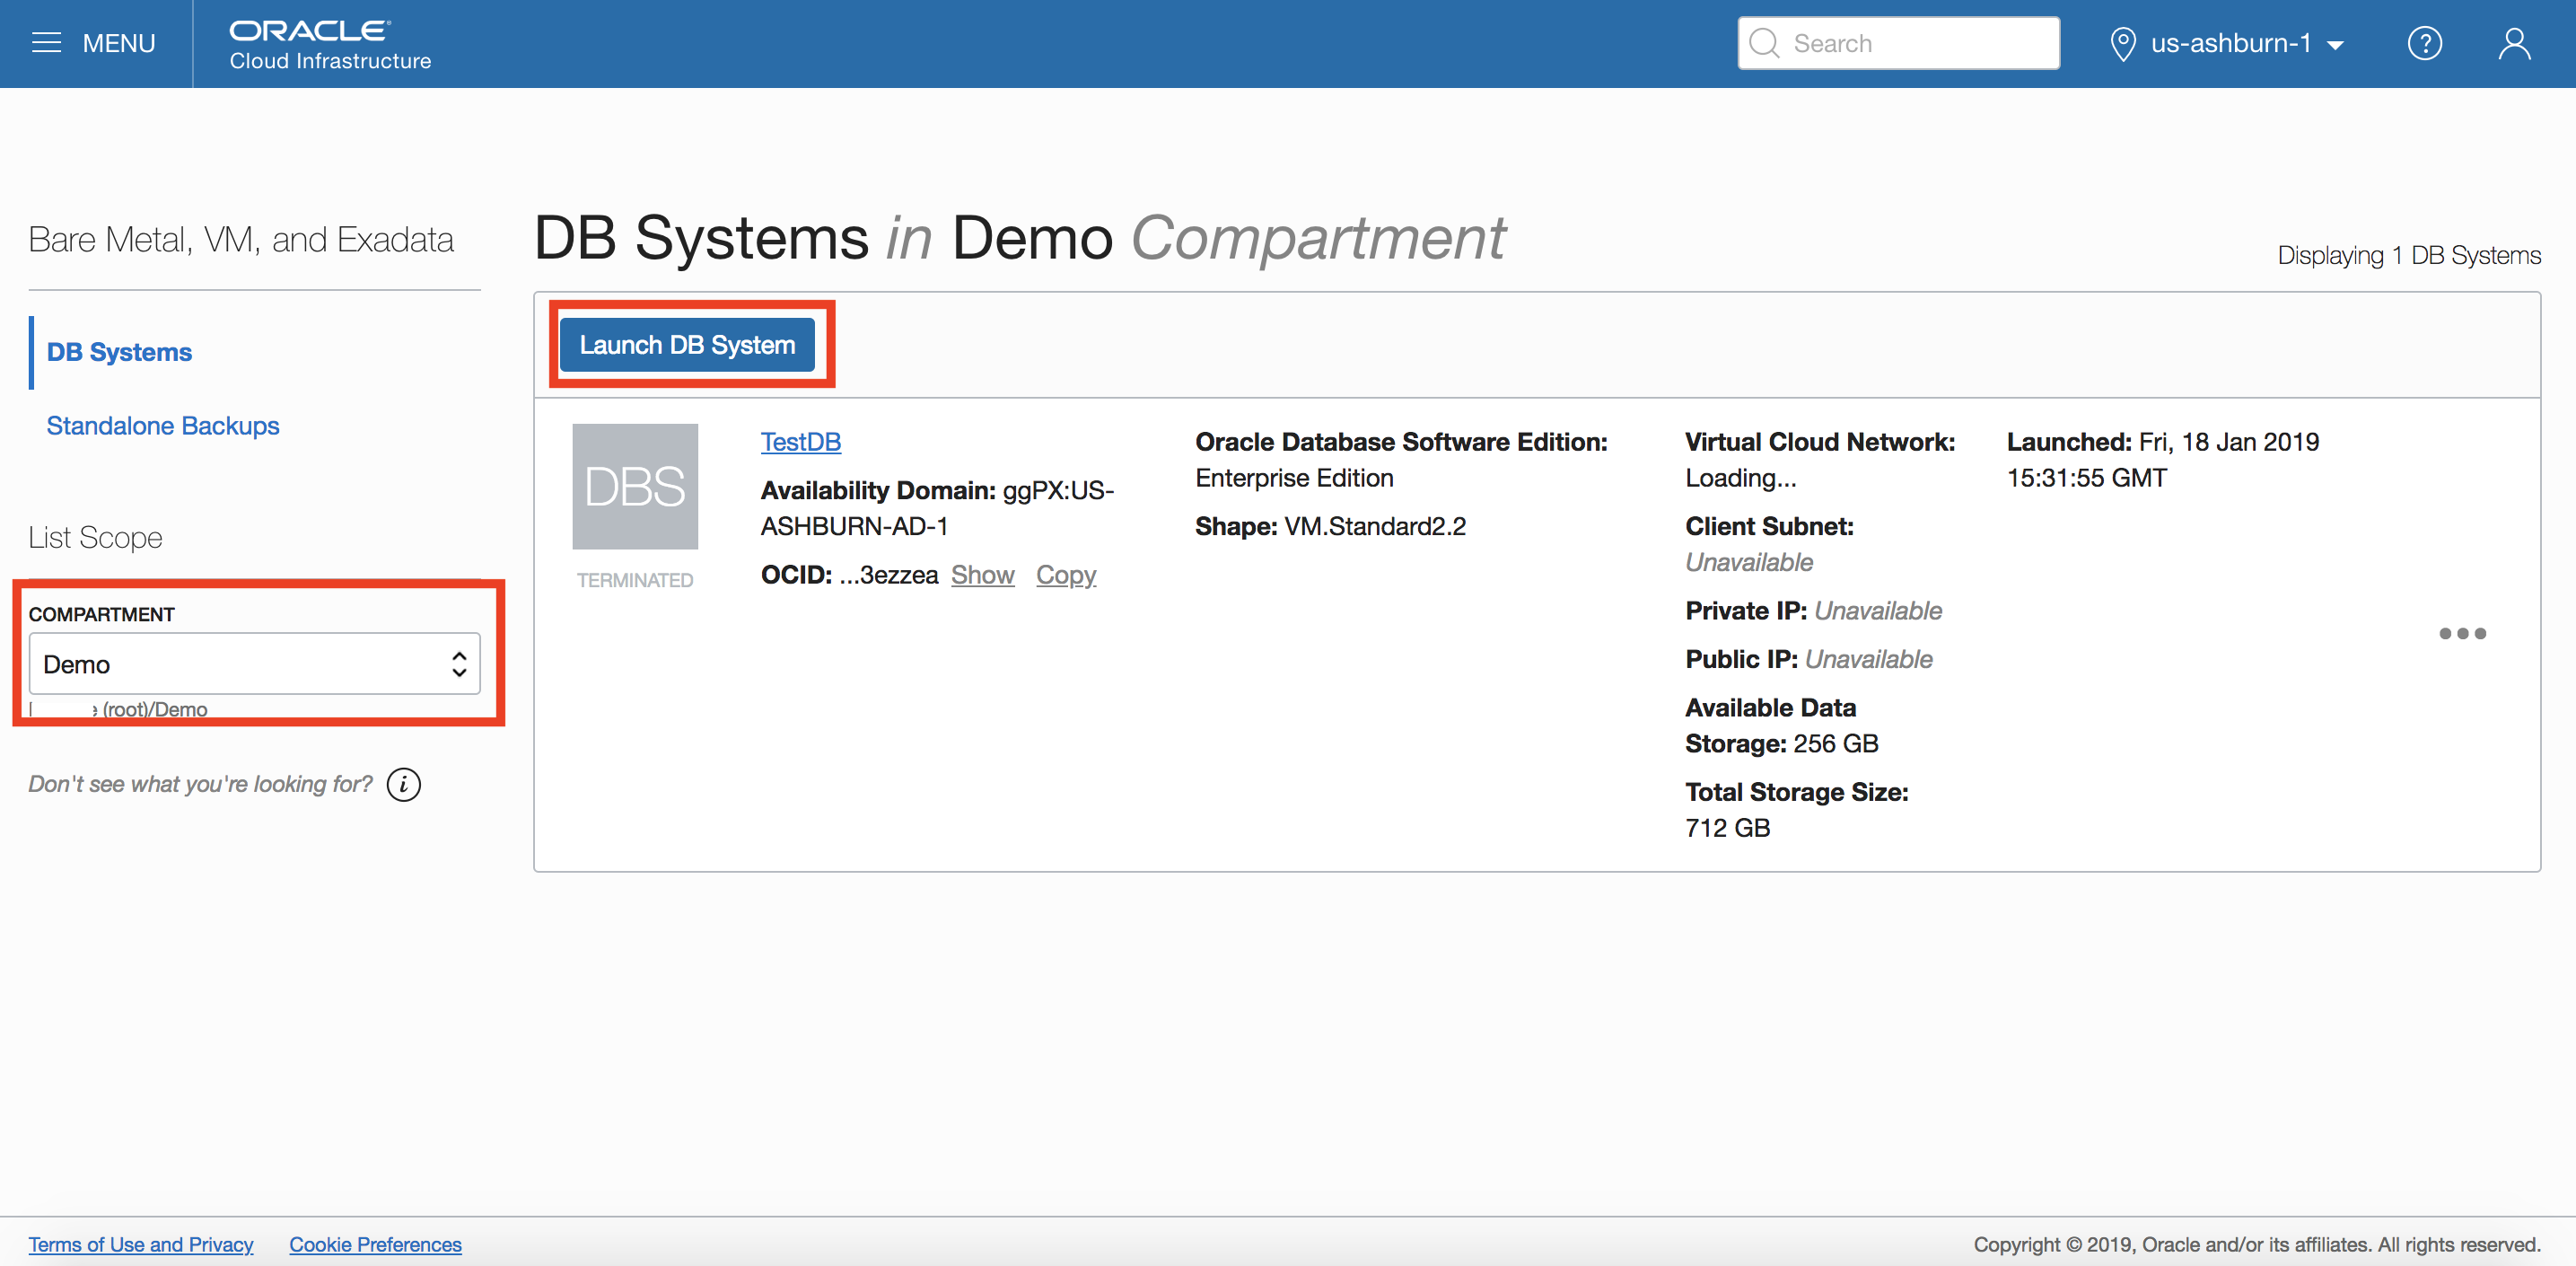 MENU
ORACLE
Cloud Infrastructure
Search
us-ashburn-1
?
Bare Metal, VM, and Exadata
DB Systems
Standalone Backups
List Scope
COMPARTMENT
Demo
(root)/Demo
Don't see what you're looking for? i
DB Systems in Demo Compartment
Displaying 1 DB Systems
Launch DB System
DBS
TERMINATED
TestDB
Availability Domain: ggPX:US-
ASHBURN-AD-1
OCID: ...3ezzea Show Copy
Oracle Database Software Edition:
Enterprise Edition
Shape: VM.Standard2.2
Virtual Cloud Network:
Loading...
Client Subnet:
Unavailable
Private IP: Unavailable
Public IP: Unavailable
Available Data
Storage: 256 GB
Total Storage Size:
712 GB
Launched: Fri, 18 Jan 2019
15:31:55 GMT
Terms of Use and Privacy
Cookie Preferences
Copyright © 2019, Oracle and/or its affiliates. All rights reserved.